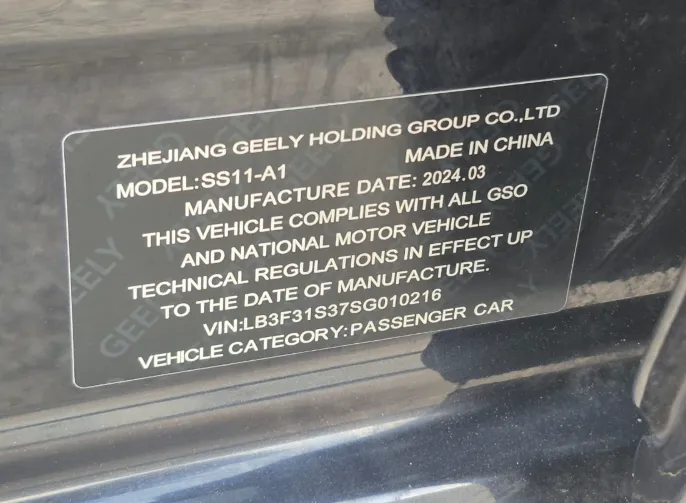 ZHEJIANG GEELY HOLDING GROUP CO.,LTD
MODEL:SS11-A1 MADE IN CHINA
MANUFACTURE DATE: 2024.03
THIS VEHICLE COMPLIES WITH ALL GSO
AND NATIONAL MOTOR VEHICLE
TECHNICAL REGULATIONS IN EFFECT UP
TO THE DATE OF MANUFACTURE.
VIN:LB3F31S37SG010216
VEHICLE CATEGORY:PASSENGER CAR